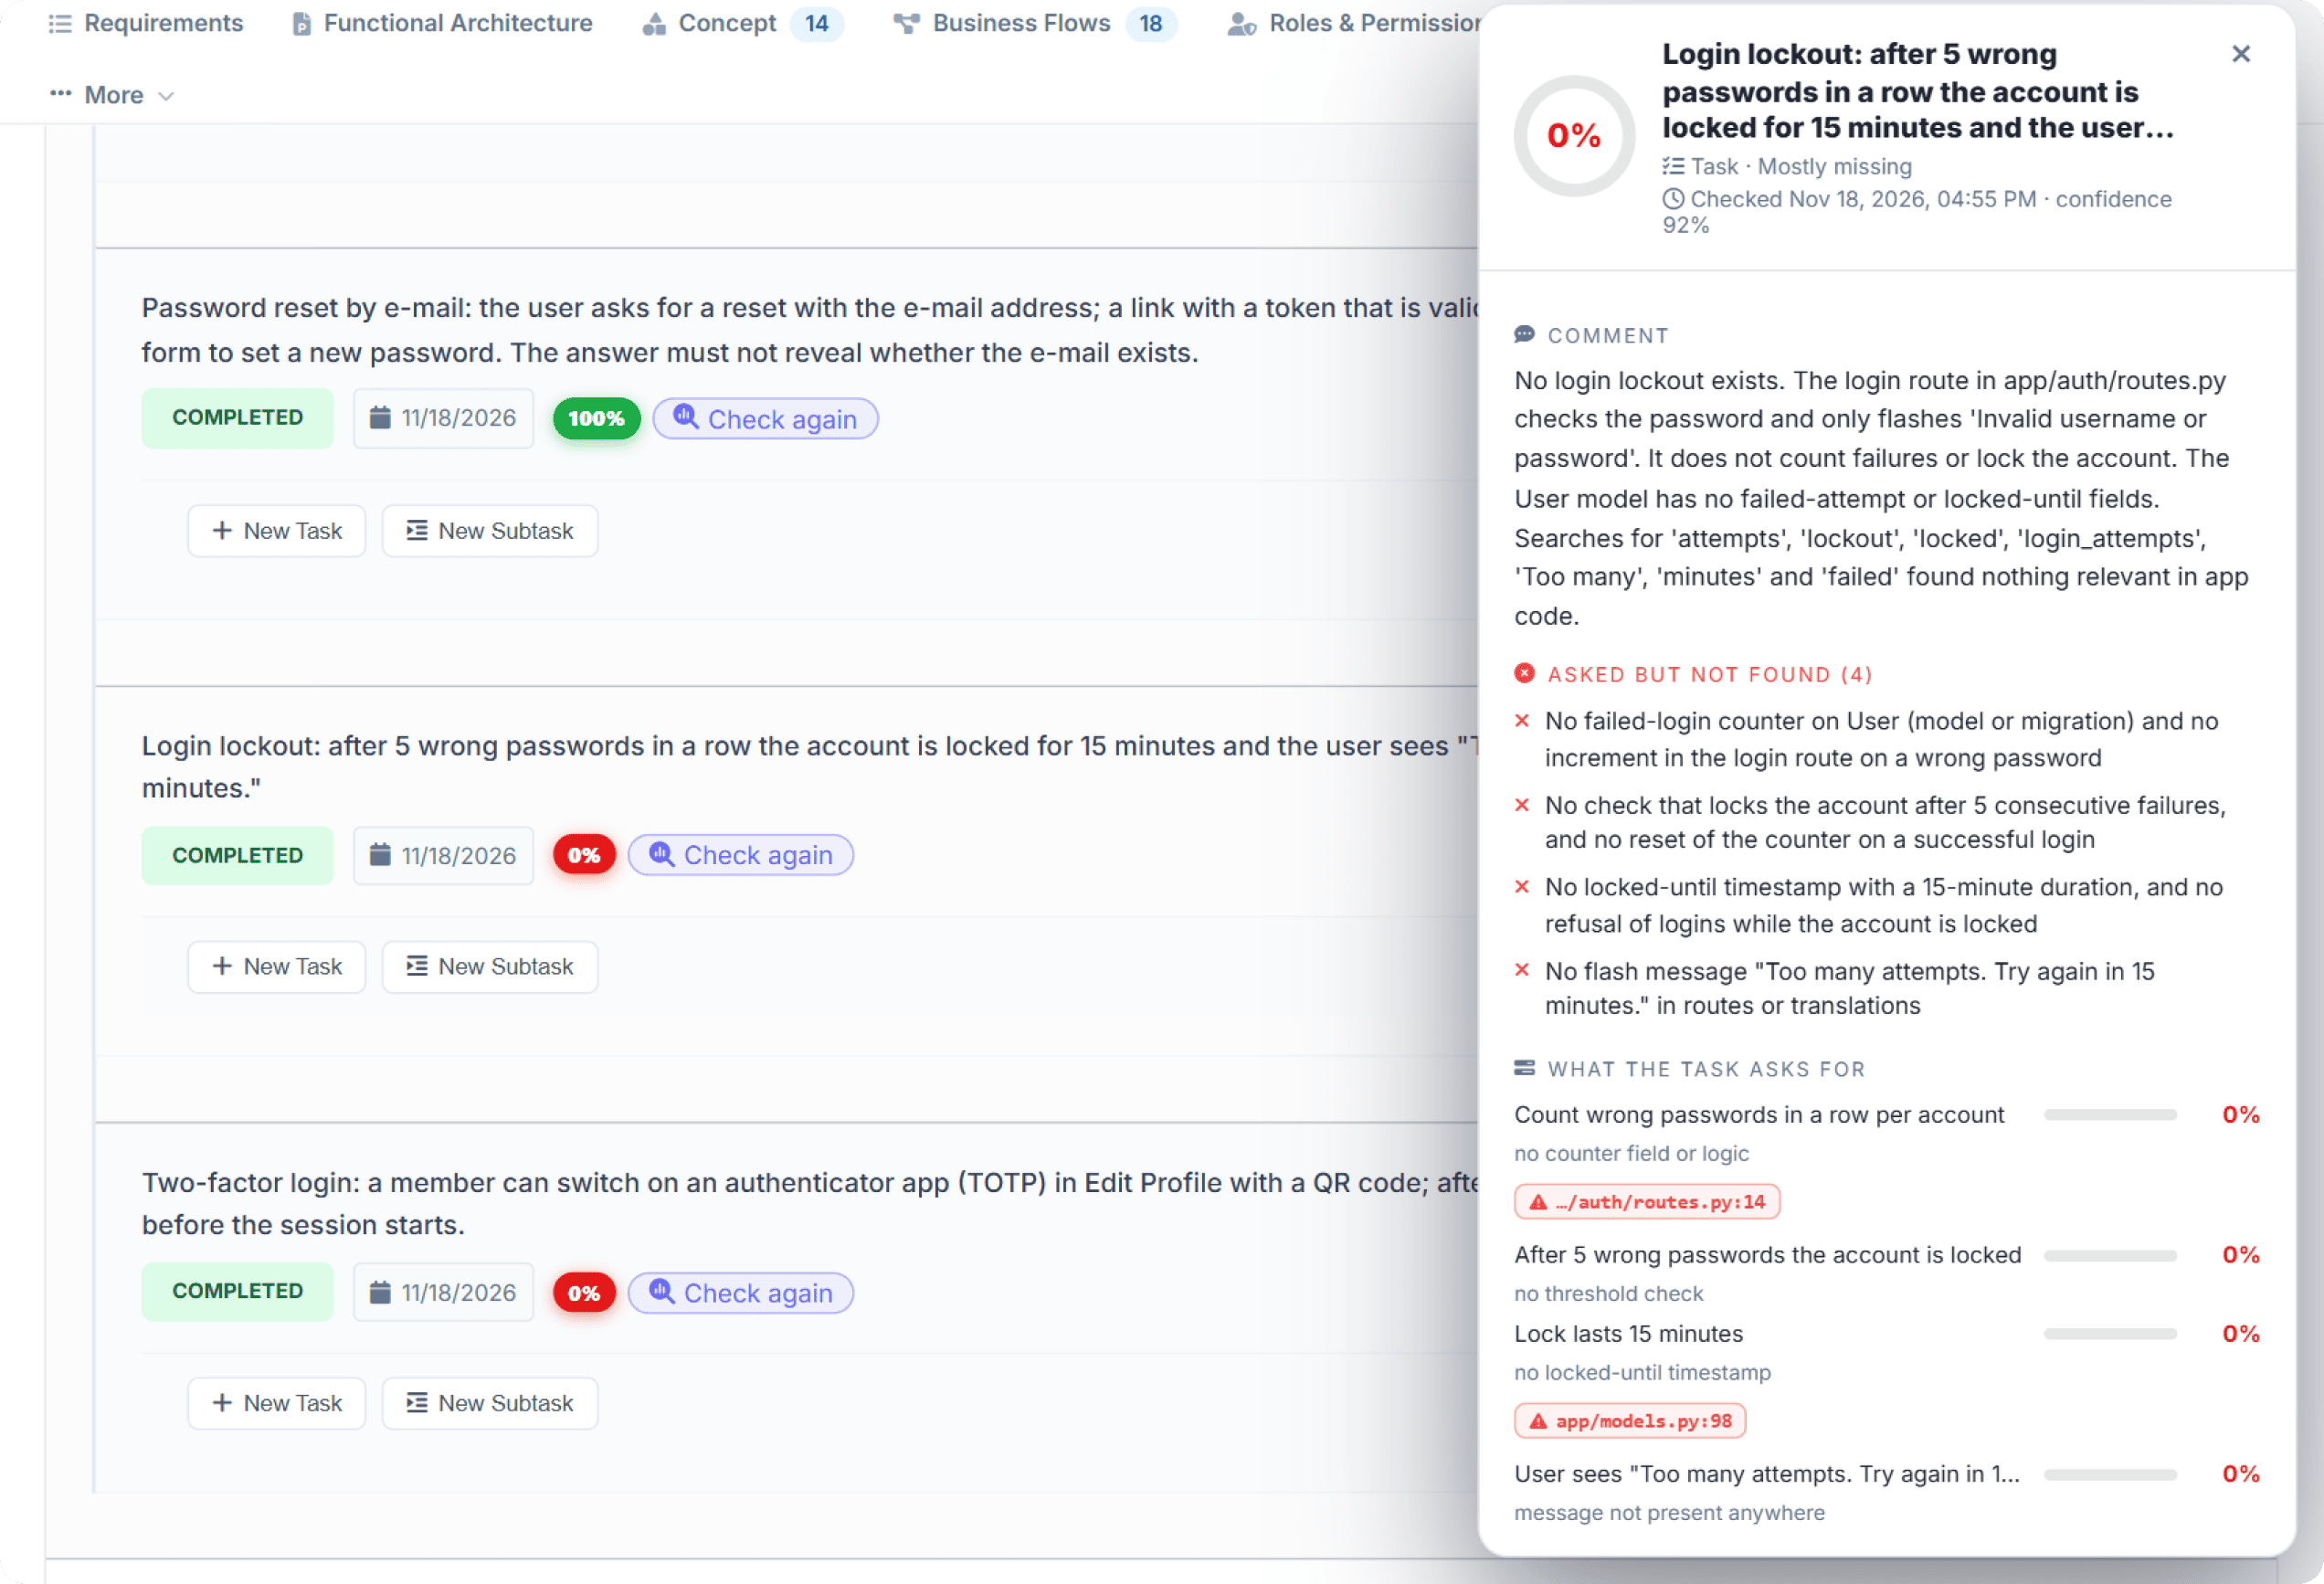 Requirements
Functional Architecture
Concept 14
Business Flows 18
Roles &
More
Password reset by e-mail: the user asks for a reset with the e-mail address; a link with a token that is
form to set a new password. The answer must not reveal whether the e-mail exists.
COMPLETED
11/18/2026
100%
Check again
+ New Task
New Subtask
Login lockout: after 5 wrong passwords in a row the account is locked for 15 minutes and the user sees
minutes."
COMPLETED
11/18/2026
0%
Check again
+ New Task
New Subtask
Two-factor login: a member can switch on an authenticator app (TOTP) in Edit Profile with a QR code;
before the session starts.
COMPLETED
11/18/2026
0%
Check again
+ New Task
New Subtask
0%
Login lockout: after 5 wrong
passwords in a row the account is
locked for 15 minutes and the user…
Task · Mostly missing
Checked Nov 18, 2026, 04:55 PM · confidence
92%
COMMENT
No login lockout exists. The login route in app/auth/routes.py
checks the password and only flashes 'Invalid username or
password'. It does not count failures or lock the account. The
User model has no failed-attempt or locked-until fields.
Searches for 'attempts', 'lockout', 'locked', 'login_attempts',
'Too many', 'minutes' and 'failed' found nothing relevant in app
code.
ASKED BUT NOT FOUND (4)
No failed-login counter on User (model or migration) and no
increment in the login route on a wrong password
No check that locks the account after 5 consecutive failures,
and no reset of the counter on a successful login
No locked-until timestamp with a 15-minute duration, and no
refusal of logins while the account is locked
No flash message "Too many attempts. Try again in 15
minutes." in routes or translations
WHAT THE TASK ASKS FOR
Count wrong passwords in a row per account 0%
no counter field or logic
…/auth/routes.py:14
After 5 wrong passwords the account is locked 0%
no threshold check
Lock lasts 15 minutes 0%
no locked-until timestamp
app/models.py:98
User sees "Too many attempts. Try again in 1… 0%
message not present anywhere